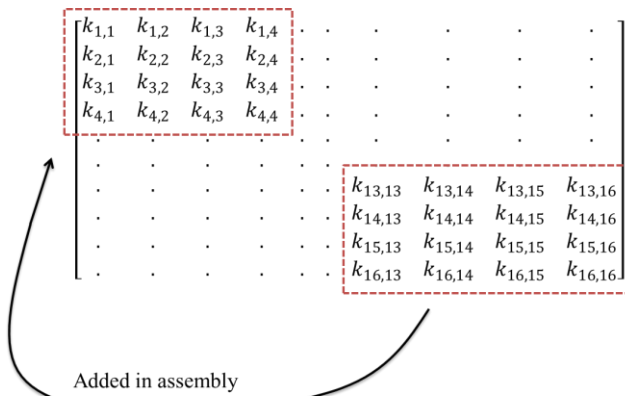 k1,1 k1,2 k1,3 k1,4 . . . . . .
k2,1 k2,2 k2,3 k2,4 . . . . . .
k3,1 k3,2 k3,3 k3,4 . . . . . .
k4,1 k4,2 k4,3 k4,4 . . . . . .
. . . . . . . . . .
. . . . . . k13,13 k13,14 k13,15 k13,16
. . . . . . k14,13 k14,14 k14,15 k14,16
. . . . . . k15,13 k15,14 k15,15 k15,16
. . . . . . k16,13 k16,14 k16,15 k16,16
Added in assembly